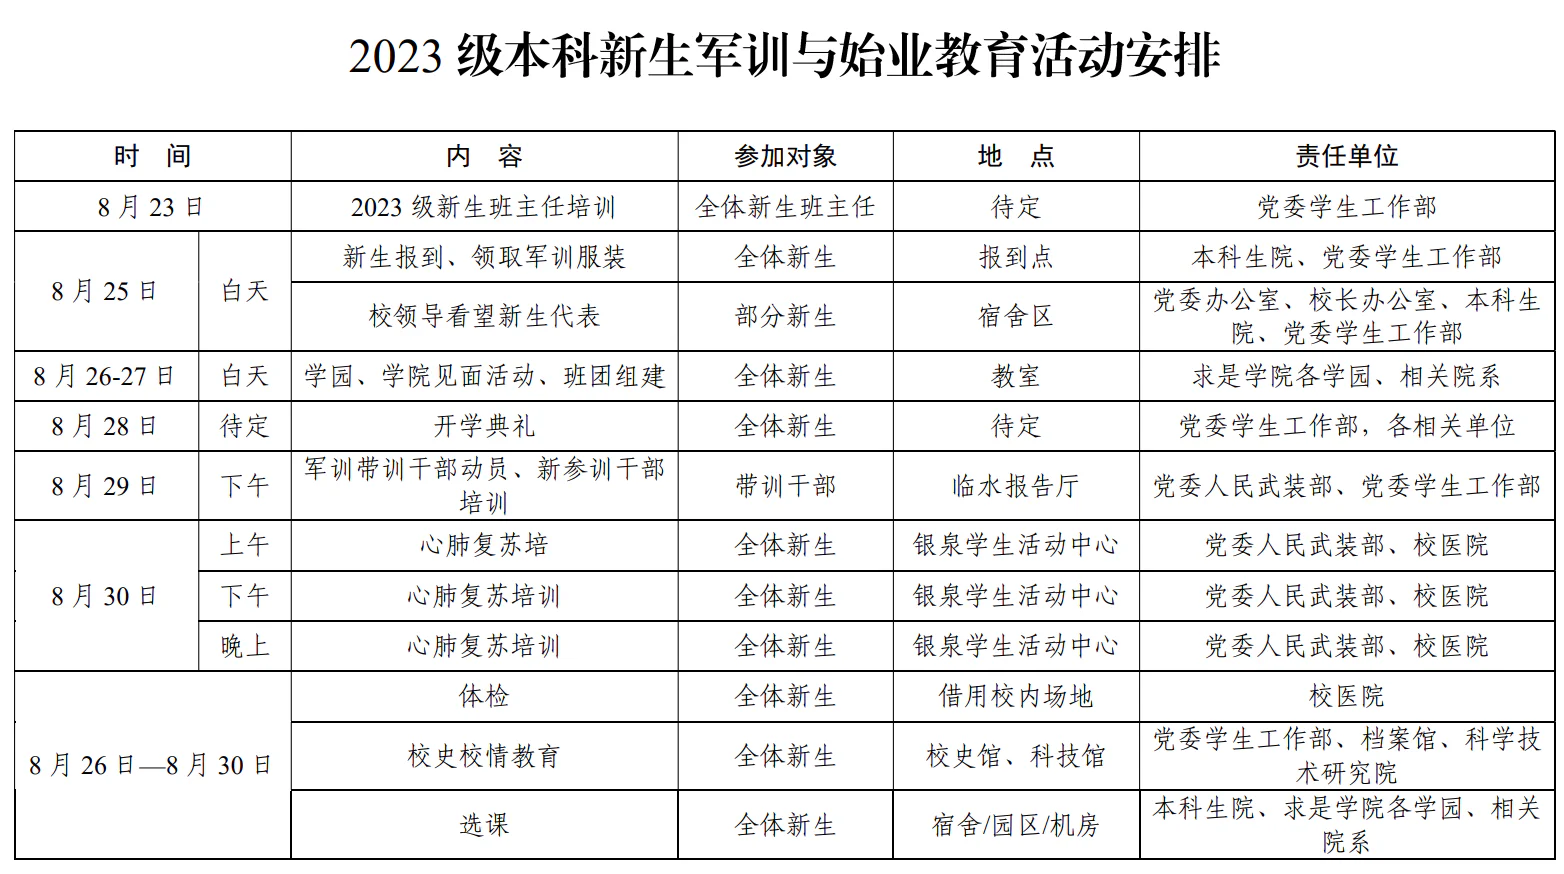 2023 级本科新生军训与始业教育活动安排
时 间 内 容 参加对象 地 点 责任单位
8 月 23 日 2023 级新生班主任培训 全体新生班主任 待定 党委学生工作部
8 月 25 日 白天 新生报到、领取军训服装 全体新生 报到点 本科生院、党委学生工作部
校领导看望新生代表 部分新生 宿舍区 党委办公室、校长办公室、本科生
院、党委学生工作部
8 月 26-27 日 白天 学园、学院见面活动、班团组建 全体新生 教室 求是学院各学园、相关院系
8 月 28 日 待定 开学典礼 全体新生 待定 党委学生工作部，各相关单位
8 月 29 日 下午 军训带训干部动员、新参训干部
培训 带训干部 临水报告厅 党委人民武装部、党委学生工作部
8 月 30 日 上午 心肺复苏培 全体新生 银泉学生活动中心 党委人民武装部、校医院
下午 心肺复苏培训 全体新生 银泉学生活动中心 党委人民武装部、校医院
晚上 心肺复苏培训 全体新生 银泉学生活动中心 党委人民武装部、校医院
8 月 26 日—8 月 30 日 体检 全体新生 借用校内场地 校医院
校史校情教育 全体新生 校史馆、科技馆 党委学生工作部、档案馆、科学技
术研究院
选课 全体新生 宿舍/园区/机房 本科生院、求是学院各学园、相关
院系